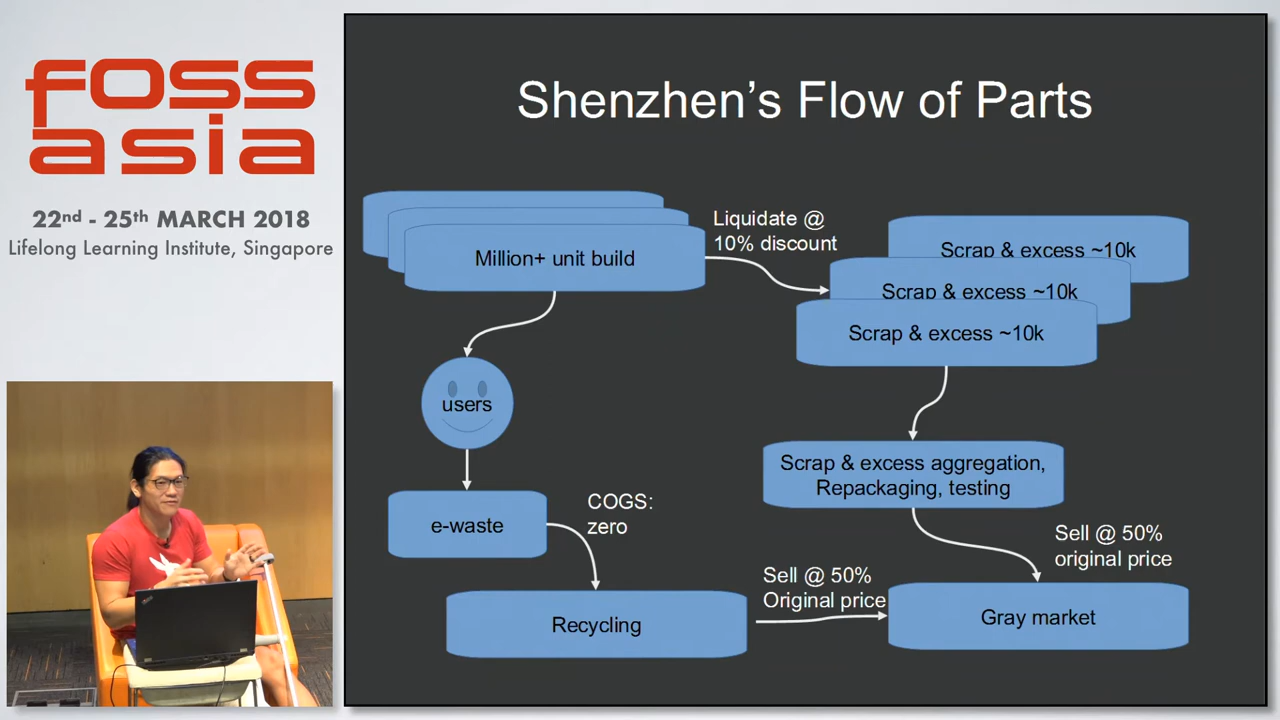 foss
asia
22nd - 25th MARCH 2018
Lifelong Learning Institute, Singapore
Shenzhen's Flow of Parts
Million+ unit build
Liquidate @
10% discount
Scrap & excess ~10k
Scrap & excess ~10k
Scrap & excess ~10k
users
Scrap & excess aggregation,
Repackaging, testing
e-waste
COGS:
zero
Sell @ 50%
original price
Sell @ 50%
Original price
Recycling
Gray market